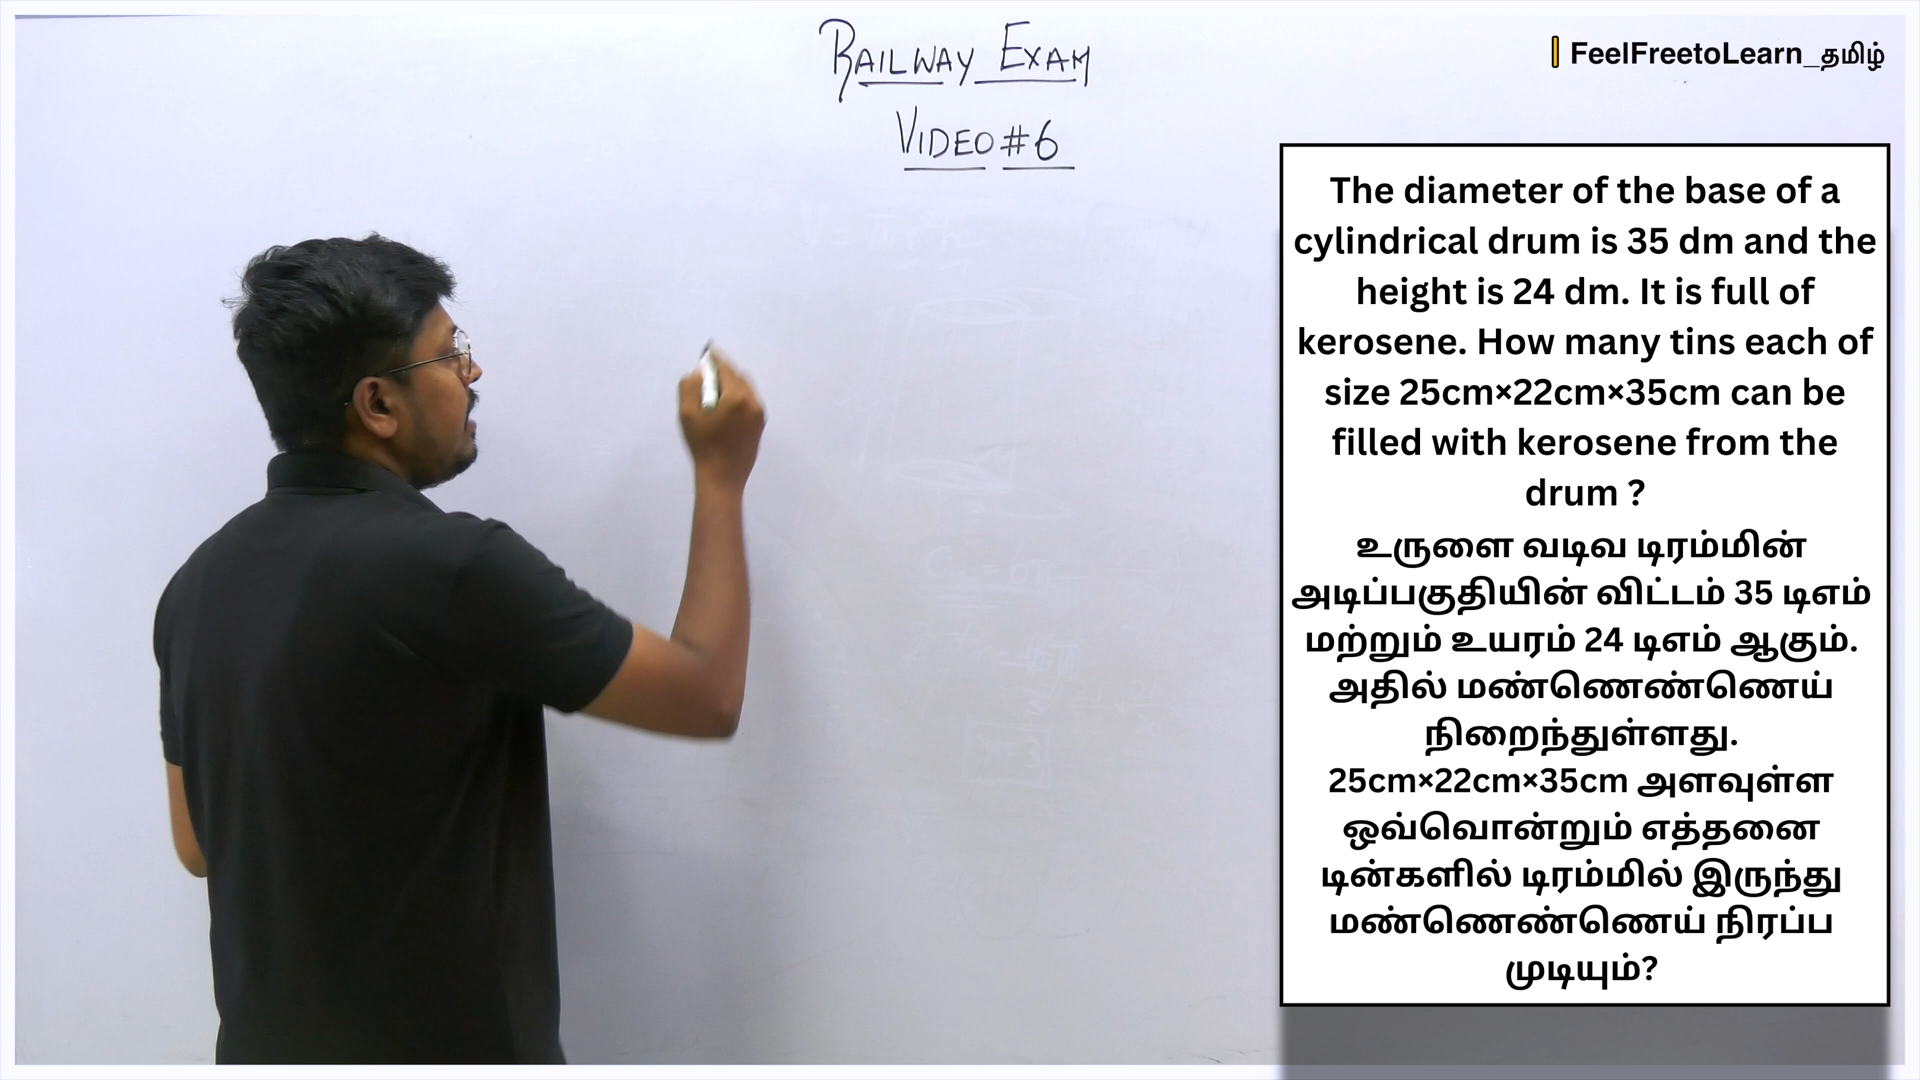 RAILWAY EXAM
VIDEO #6
FeelFreetoLearn_தமிழ்
The diameter of the base of a
cylindrical drum is 35 dm and the
height is 24 dm. It is full of
kerosene. How many tins each of
size 25cm×22cm×35cm can be
filled with kerosene from the
drum ?
உருளை வடிவ டிரம்மின்
அடிப்பகுதியின் விட்டம் 35 டிஎம்
மற்றும் உயரம் 24 டிஎம் ஆகும்.
அதில் மண்ணெண்ணெய்
நிறைந்துள்ளது.
25cm×22cm×35cm அளவுள்ள
ஒவ்வொன்றும் எத்தனை
டின்களில் டிரம்மில் இருந்து
மண்ணெண்ணெய் நிரப்ப
முடியும்?